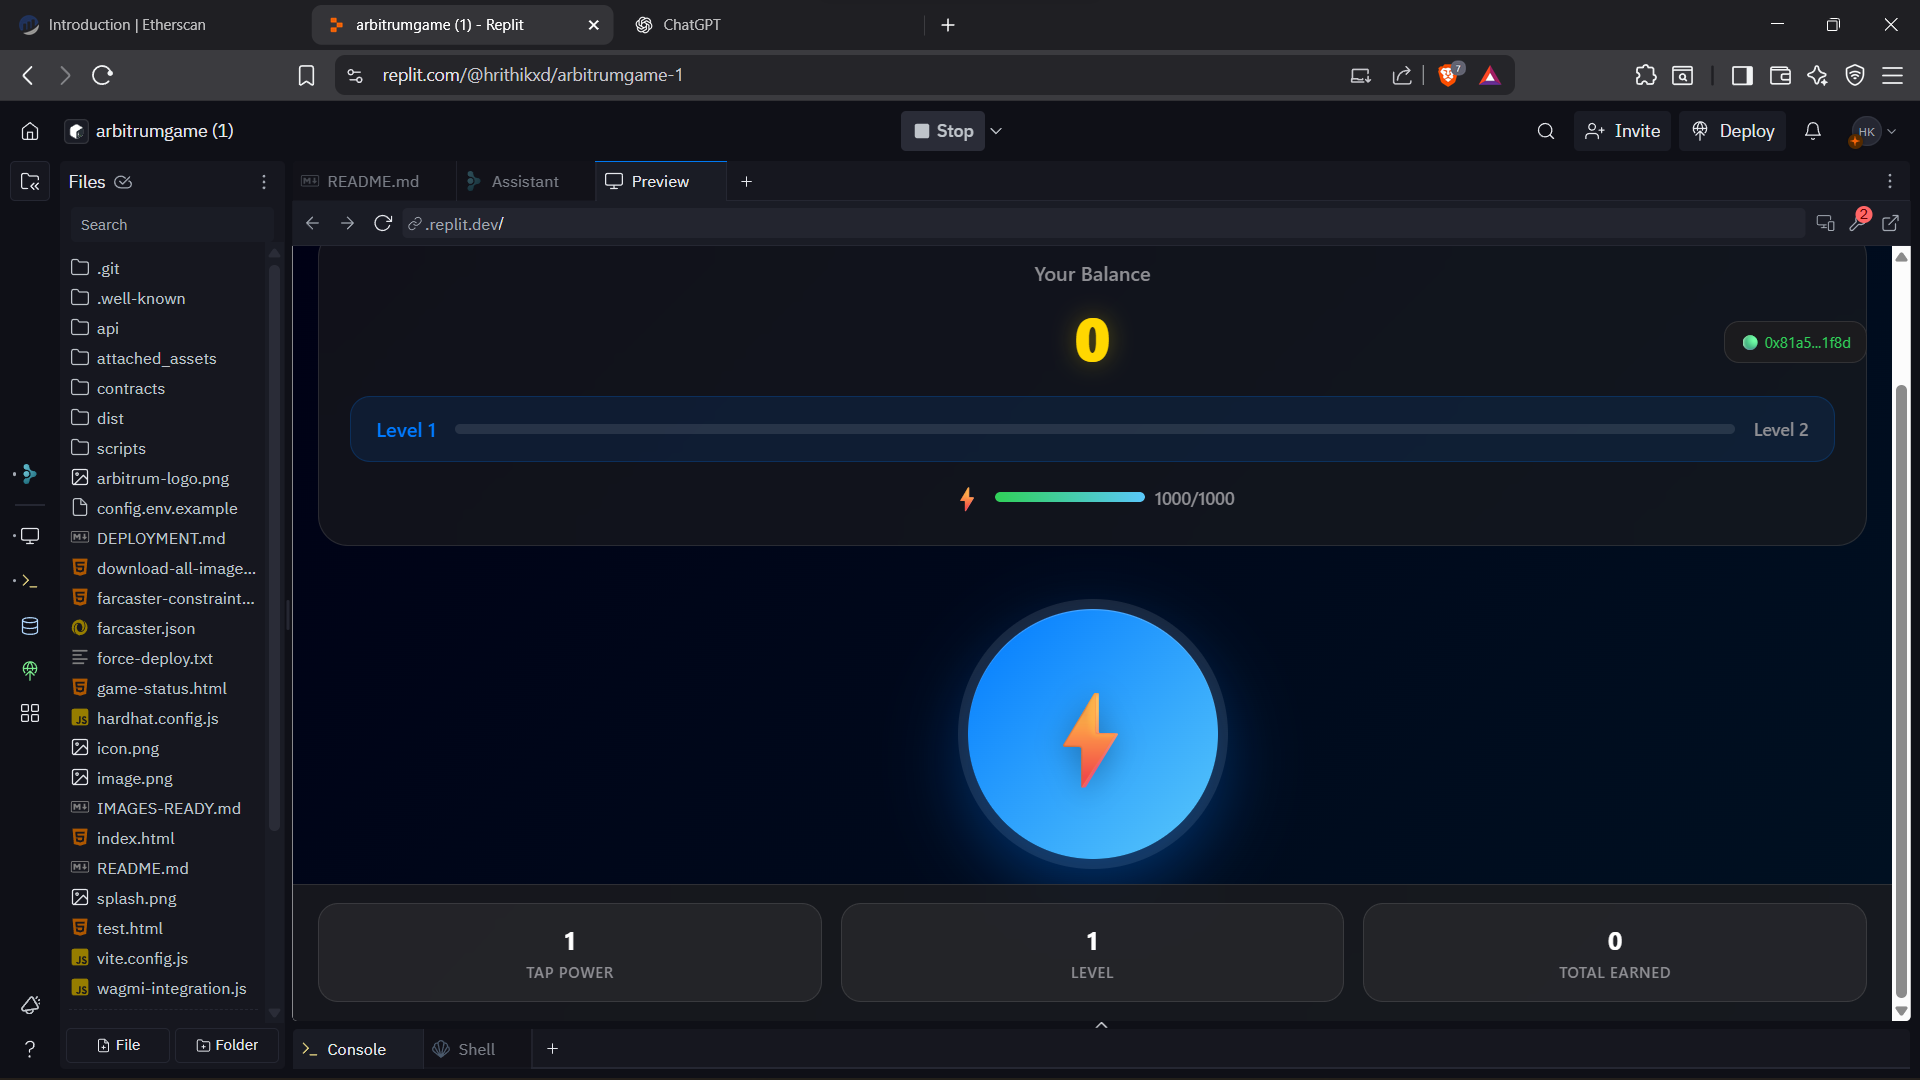 Introduction | Etherscan
arbitrumgame (1) - Replit
ChatGPT
replit.com/@hrithikxd/arbitrumgame-1
7
arbitrumgame (1)
Stop
Invite
Deploy
HK
Files
README.md
Assistant
Preview
Search
.replit.dev/
2
.git
.well-known
api
attached_assets
contracts
dist
scripts
arbitrum-logo.png
config.env.example
DEPLOYMENT.md
download-all-image...
farcaster-constraint...
farcaster.json
force-deploy.txt
game-status.html
hardhat.config.js
icon.png
image.png
IMAGES-READY.md
index.html
README.md
splash.png
test.html
vite.config.js
wagmi-integration.js
File
Folder
Your Balance
0
0x81a5...1f8d
Level 1
Level 2
1000/1000
1
TAP POWER
1
LEVEL
0
TOTAL EARNED
Console
Shell